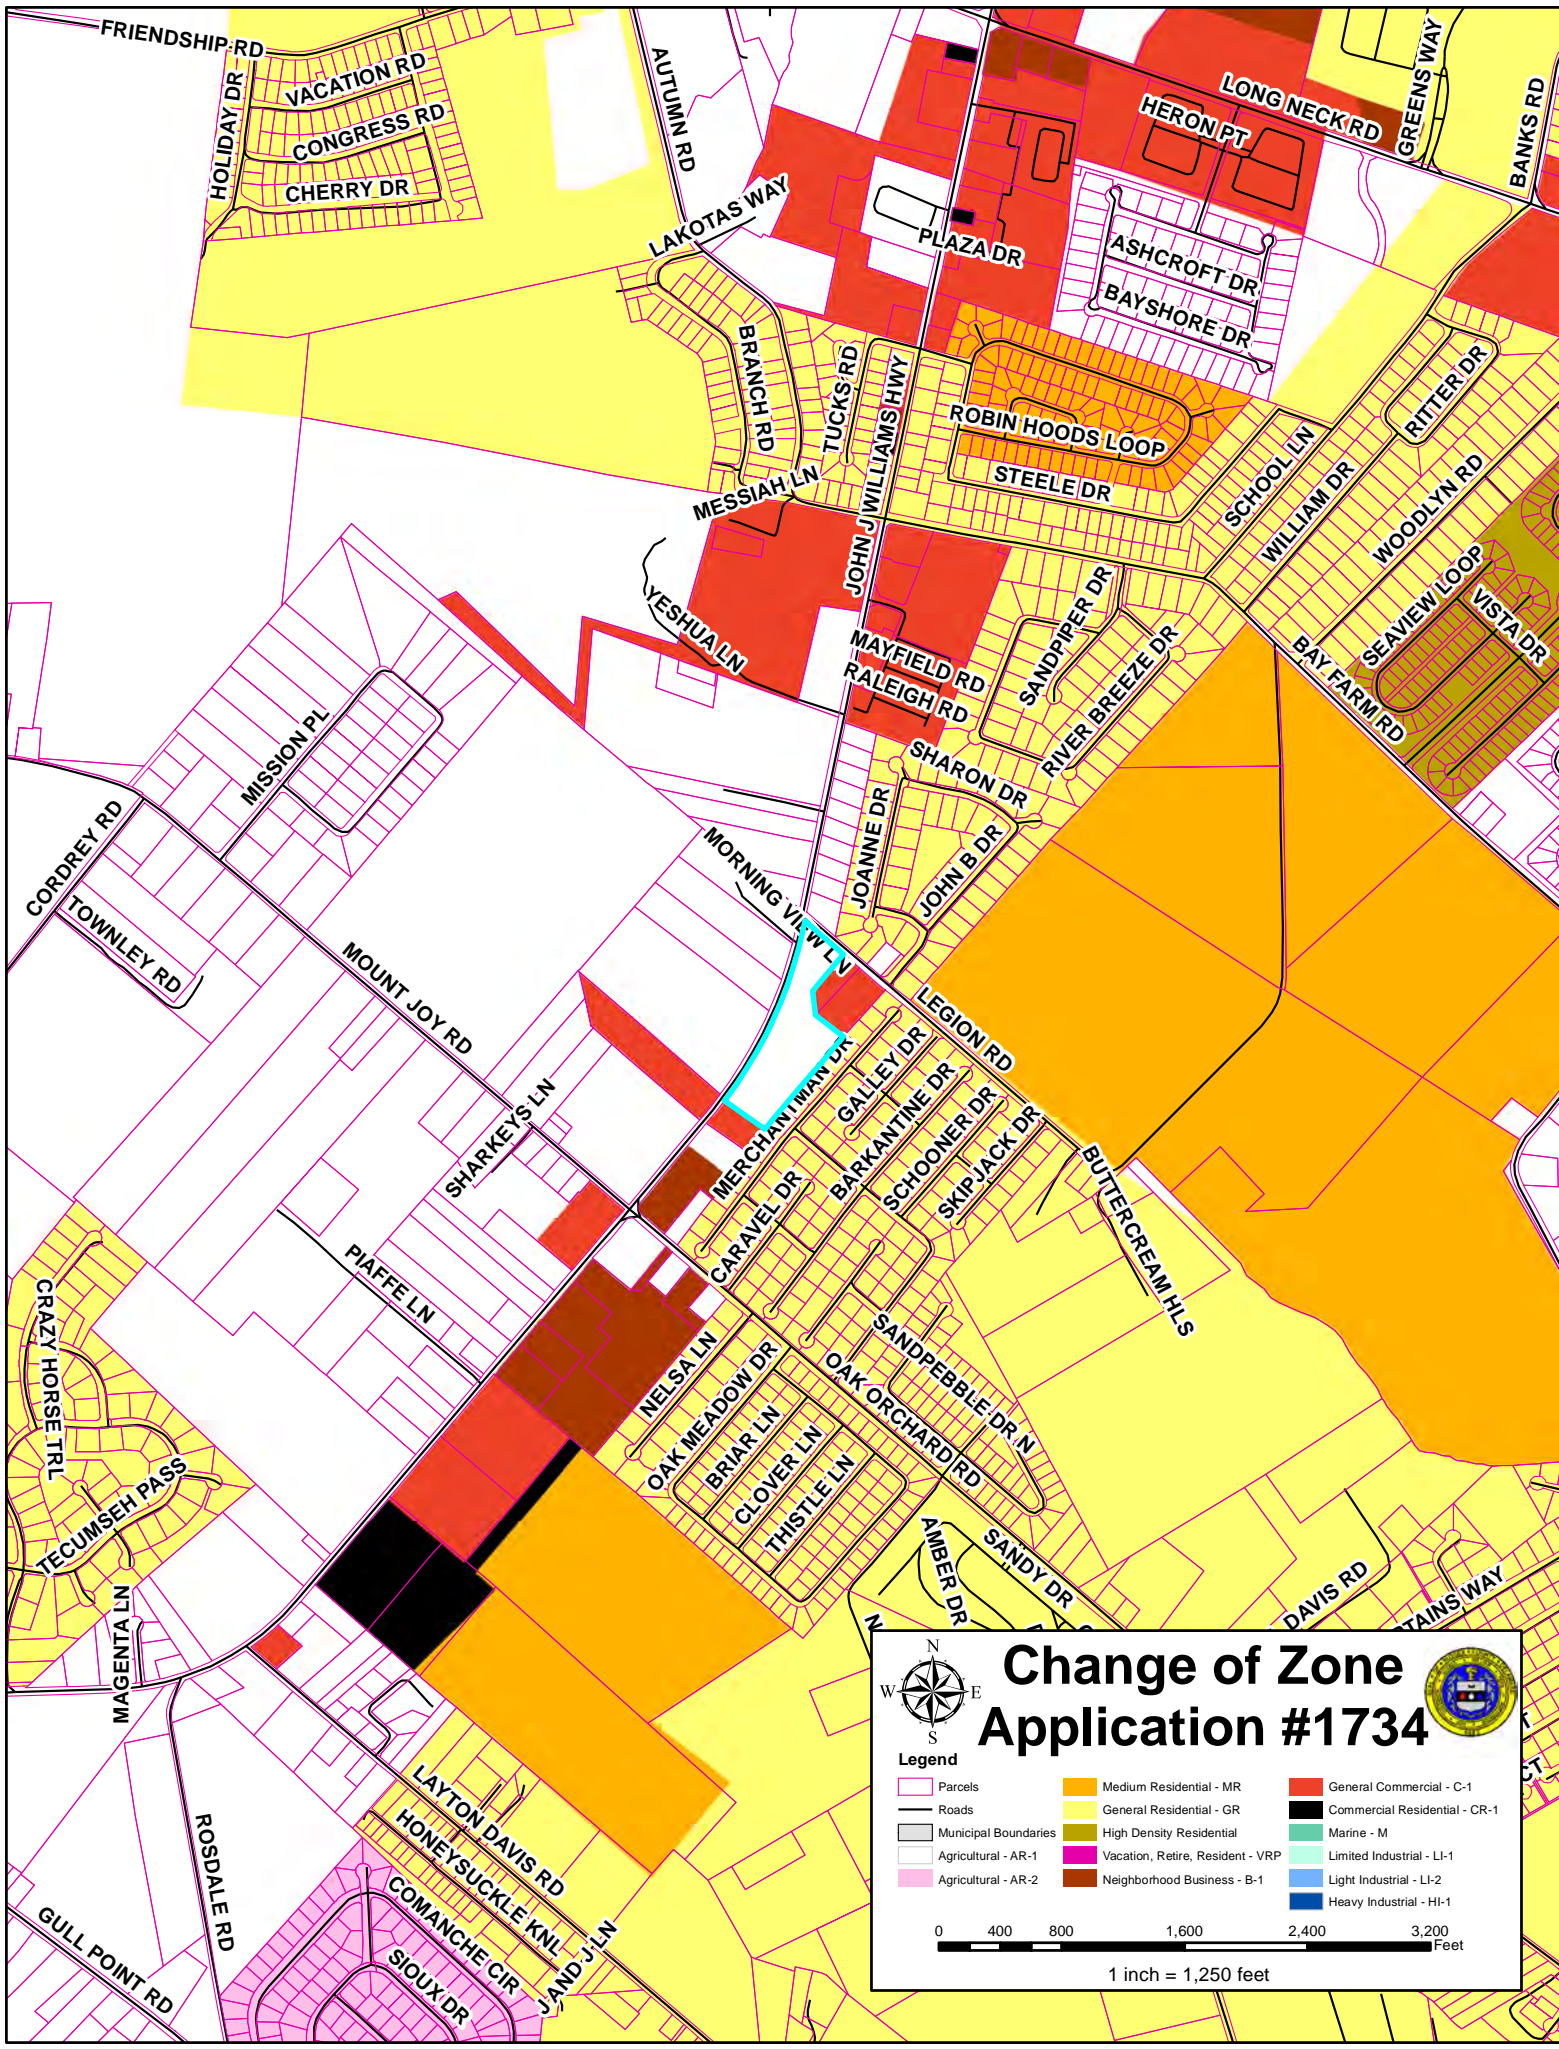 FRIENDSHIP RD
VACATION RD
CONGRESS RD
CHERRY DR
HOLIDAY DR
AUTUMN RD
LAKOTAS WAY
PLAZA DR
LONG NECK RD
HERON PT
GREENS WAY
BANKS RD
ASHCROFT DR
BAYSHORE DR
BRANCH RD
TUCKS RD
JOHN J WILLIAMS HWY
ROBIN HOODS LOOP
STEELE DR
MESSIAH LN
SCHOOL LN
WILLIAM DR
RITTER DR
WOODLYN RD
SEAVIEW LOOP
VISTA DR
BAY FARM RD
YESHUA LN
MAYFIELD RD
RALEIGH RD
SANDPIPER DR
RIVER BREEZE DR
SHARON DR
JOANNE DR
JOHN B DR
MISSION PL
CORDREY RD
TOWNLEY RD
MOUNT JOY RD
MORNING VIEW LN
LEGION RD
MERCHANTMAN DR
GALLEY DR
BARKANTINE DR
SCHOONER DR
SKIPJACK DR
CARAVEL DR
BUTTERCREAM HLS
SHARKEYS LN
PIAFFE LN
CRAZY HORSE TRL
TECUMSEH PASS
MAGENTA LN
NELSA LN
OAK MEADOW DR
BRIAR LN
CLOVER LN
THISTLE LN
OAK ORCHARD RD
SANDPEBBLE DR N
AMBER DR
SANDY DR
DAVIS RD
TAINS WAY
N
CT
LAYTON DAVIS RD
HONEYSUCKLE KNL
COMANCHE CIR
SIOUX DR
J AND J LN
ROSDALE RD
GULL POINT RD
N
W E
S
Change of Zone
Application #1734
Legend
Parcels
Roads
Municipal Boundaries
Agricultural - AR-1
Agricultural - AR-2
Medium Residential - MR
General Residential - GR
High Density Residential
Vacation, Retire, Resident - VRP
Neighborhood Business - B-1
General Commercial - C-1
Commercial Residential - CR-1
Marine - M
Limited Industrial - LI-1
Light Industrial - LI-2
Heavy Industrial - HI-1
0 400 800 1,600 2,400 3,200
Feet
1 inch = 1,250 feet